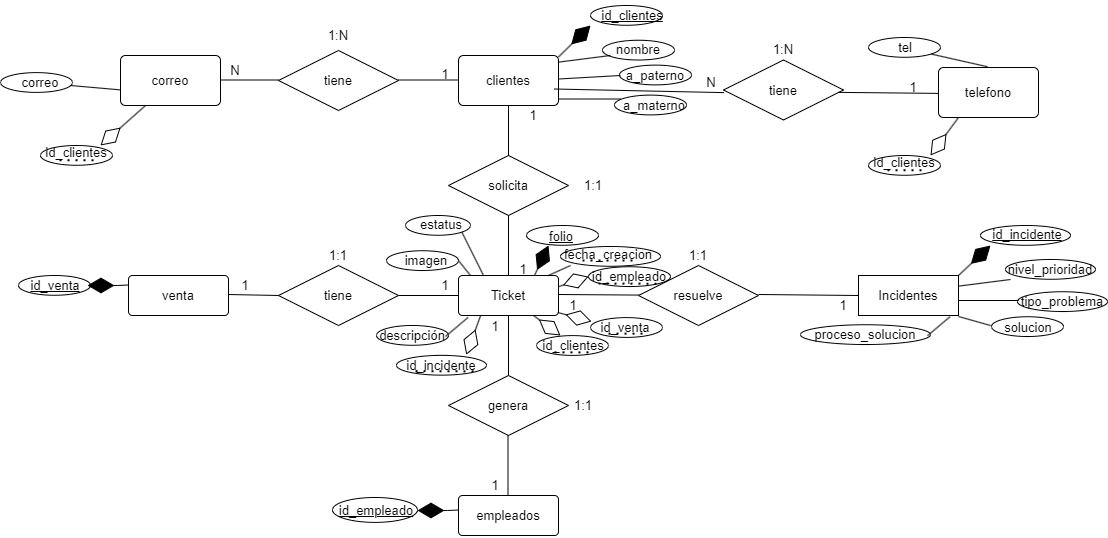 id_clientes
1:N
nombre
1:N
tel
correo
N
tiene
1
clientes
a_paterno
correo
N
tiene
1
telefono
a_materno
1
id_clientes
id_clientes
solicita
1:1
estatus
folio
id_incidente
imagen
1:1
1
fecha_creacion
1:1
nivel_prioridad
id_venta
venta
1
tiene
1
Ticket
id_empleado
resuelve
1
Incidentes
tipo_problema
1
id_venta
solucion
descripción
1
id_clientes
proceso_solucion
id_incidente
genera
1:1
1
id_empleado
empleados